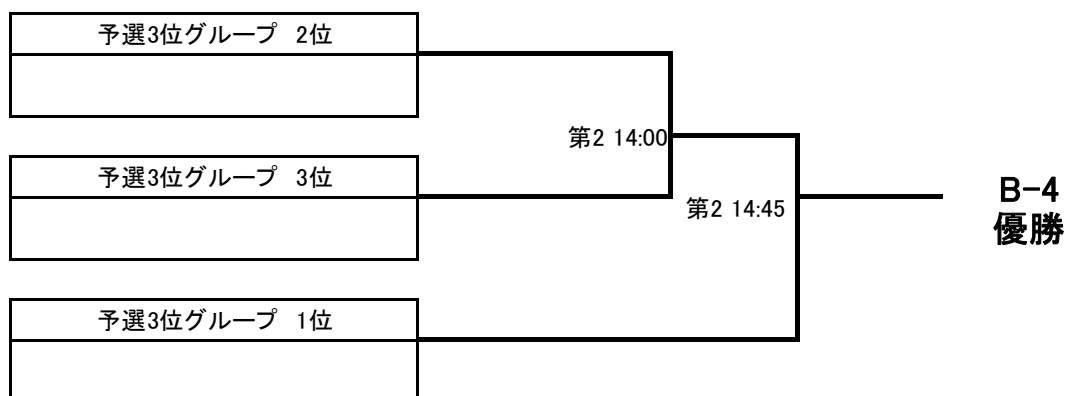 予選3位グループ　2位
第2 14:00
予選3位グループ　3位
第2 14:45
B-4
優勝
予選3位グループ　1位